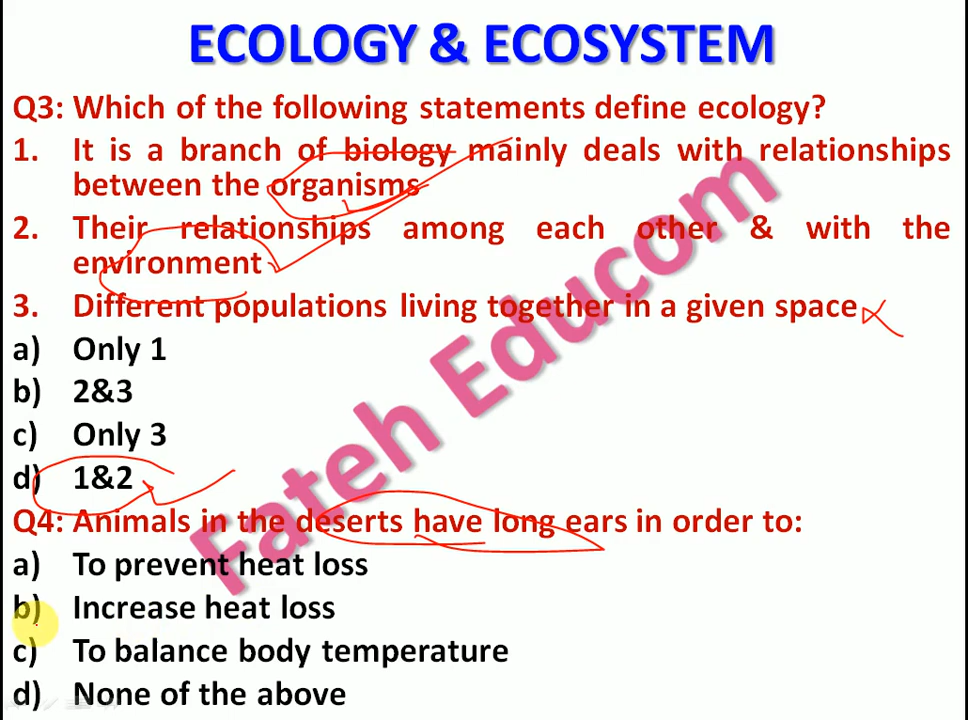 ECOLOGY & ECOSYSTEM
Q3: Which of the following statements define ecology?
1. It is a branch of biology mainly deals with relationships
between the organisms
2. Their relationships among each other & with the
environment
3. Different populations living together in a given space
a) Only 1
b) 2&3
c) Only 3
d) 1&2
Q4: Animals in the deserts have long ears in order to:
a) To prevent heat loss
b) Increase heat loss
c) To balance body temperature
d) None of the above
Fateh Educom